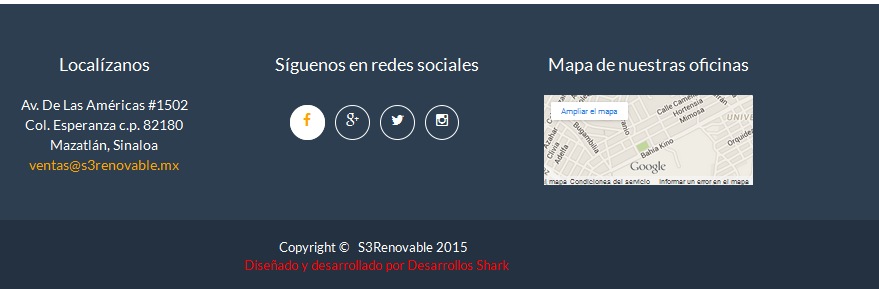 Localízanos
Av. De Las Américas #1502
Col. Esperanza c.p. 82180
Mazatlán, Sinaloa
ventas@s3renovable.mx
Síguenos en redes sociales
f
g+
Mapa de nuestras oficinas
Ampliar el mapa
Calle Camelia
Hortensia
Mimosa
UNIVE
Orquídea
Azahar
Clivia
Adelfa
Bugambilia
Bahía Kino
Google
l mapa Condiciones del servicio Informar un error en el mapa
Copyright © S3Renovable 2015
Diseñado y desarrollado por Desarrollos Shark